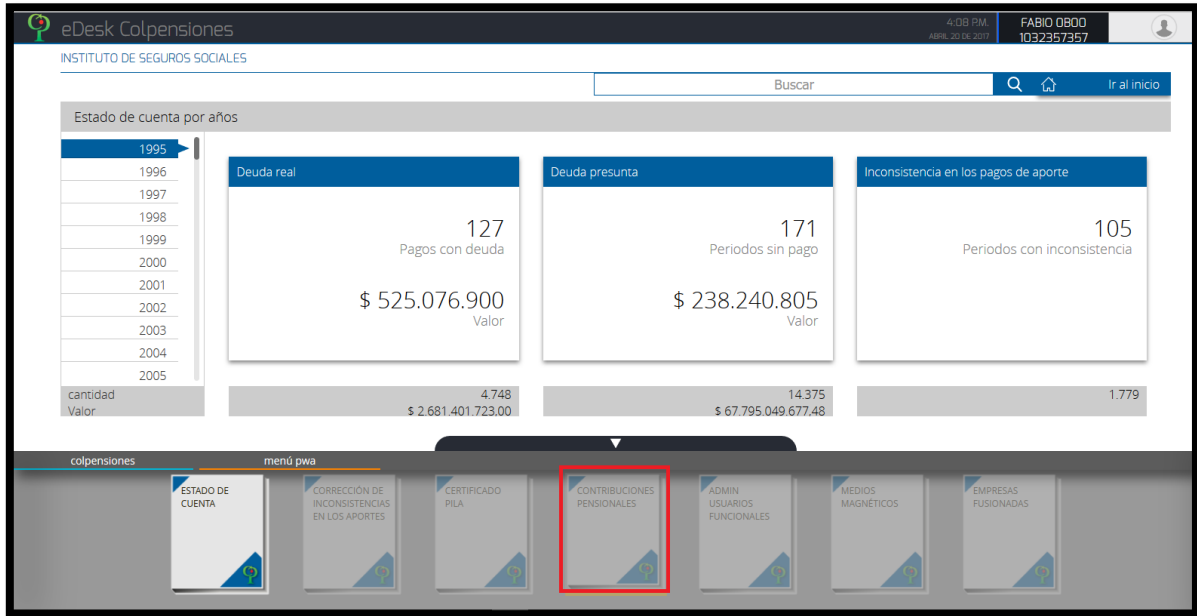 eDesk Colpensiones
4:08 P.M.
ABRIL 20 DE 2017
FABIO 0800
1032357357
INSTITUTO DE SEGUROS SOCIALES
Buscar
Ir al inicio
Estado de cuenta por años
1995
1996
1997
1998
1999
2000
2001
2002
2003
2004
2005
Deuda real
127
Pagos con deuda
$ 525.076.900
Valor
Deuda presunta
171
Periodos sin pago
$ 238.240.805
Valor
Inconsistencia en los pagos de aporte
105
Periodos con inconsistencia
cantidad
4.748
14.375
1.779
Valor
$ 2.681.401.723,00
$ 67.795.049.677,48
colpensiones
menú pwa
ESTADO DE
CUENTA
CORRECCIÓN DE
INCONSISTENCIAS
EN LOS APORTES
CERTIFICADO
PILA
CONTRIBUCIONES
PENSIONALES
ADMIN
USUARIOS
FUNCIONALES
MEDIOS
MAGNÉTICOS
EMPRESAS
FUSIONADAS